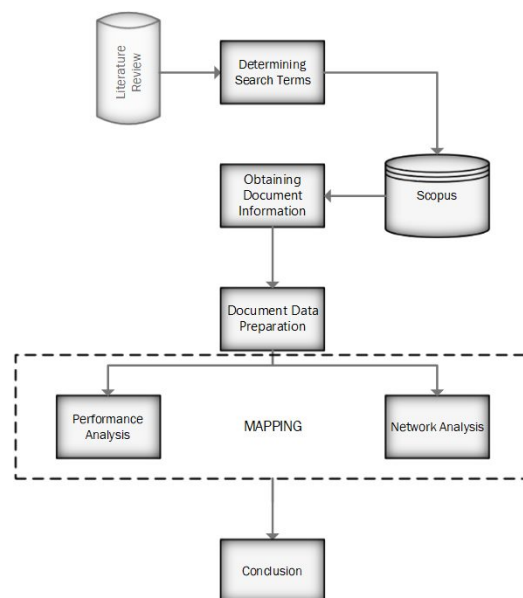 Literature
Review
Determining
Search Terms
Scopus
Obtaining
Document
Information
Document Data
Preparation
Performance
Analysis
MAPPING
Network Analysis
Conclusion